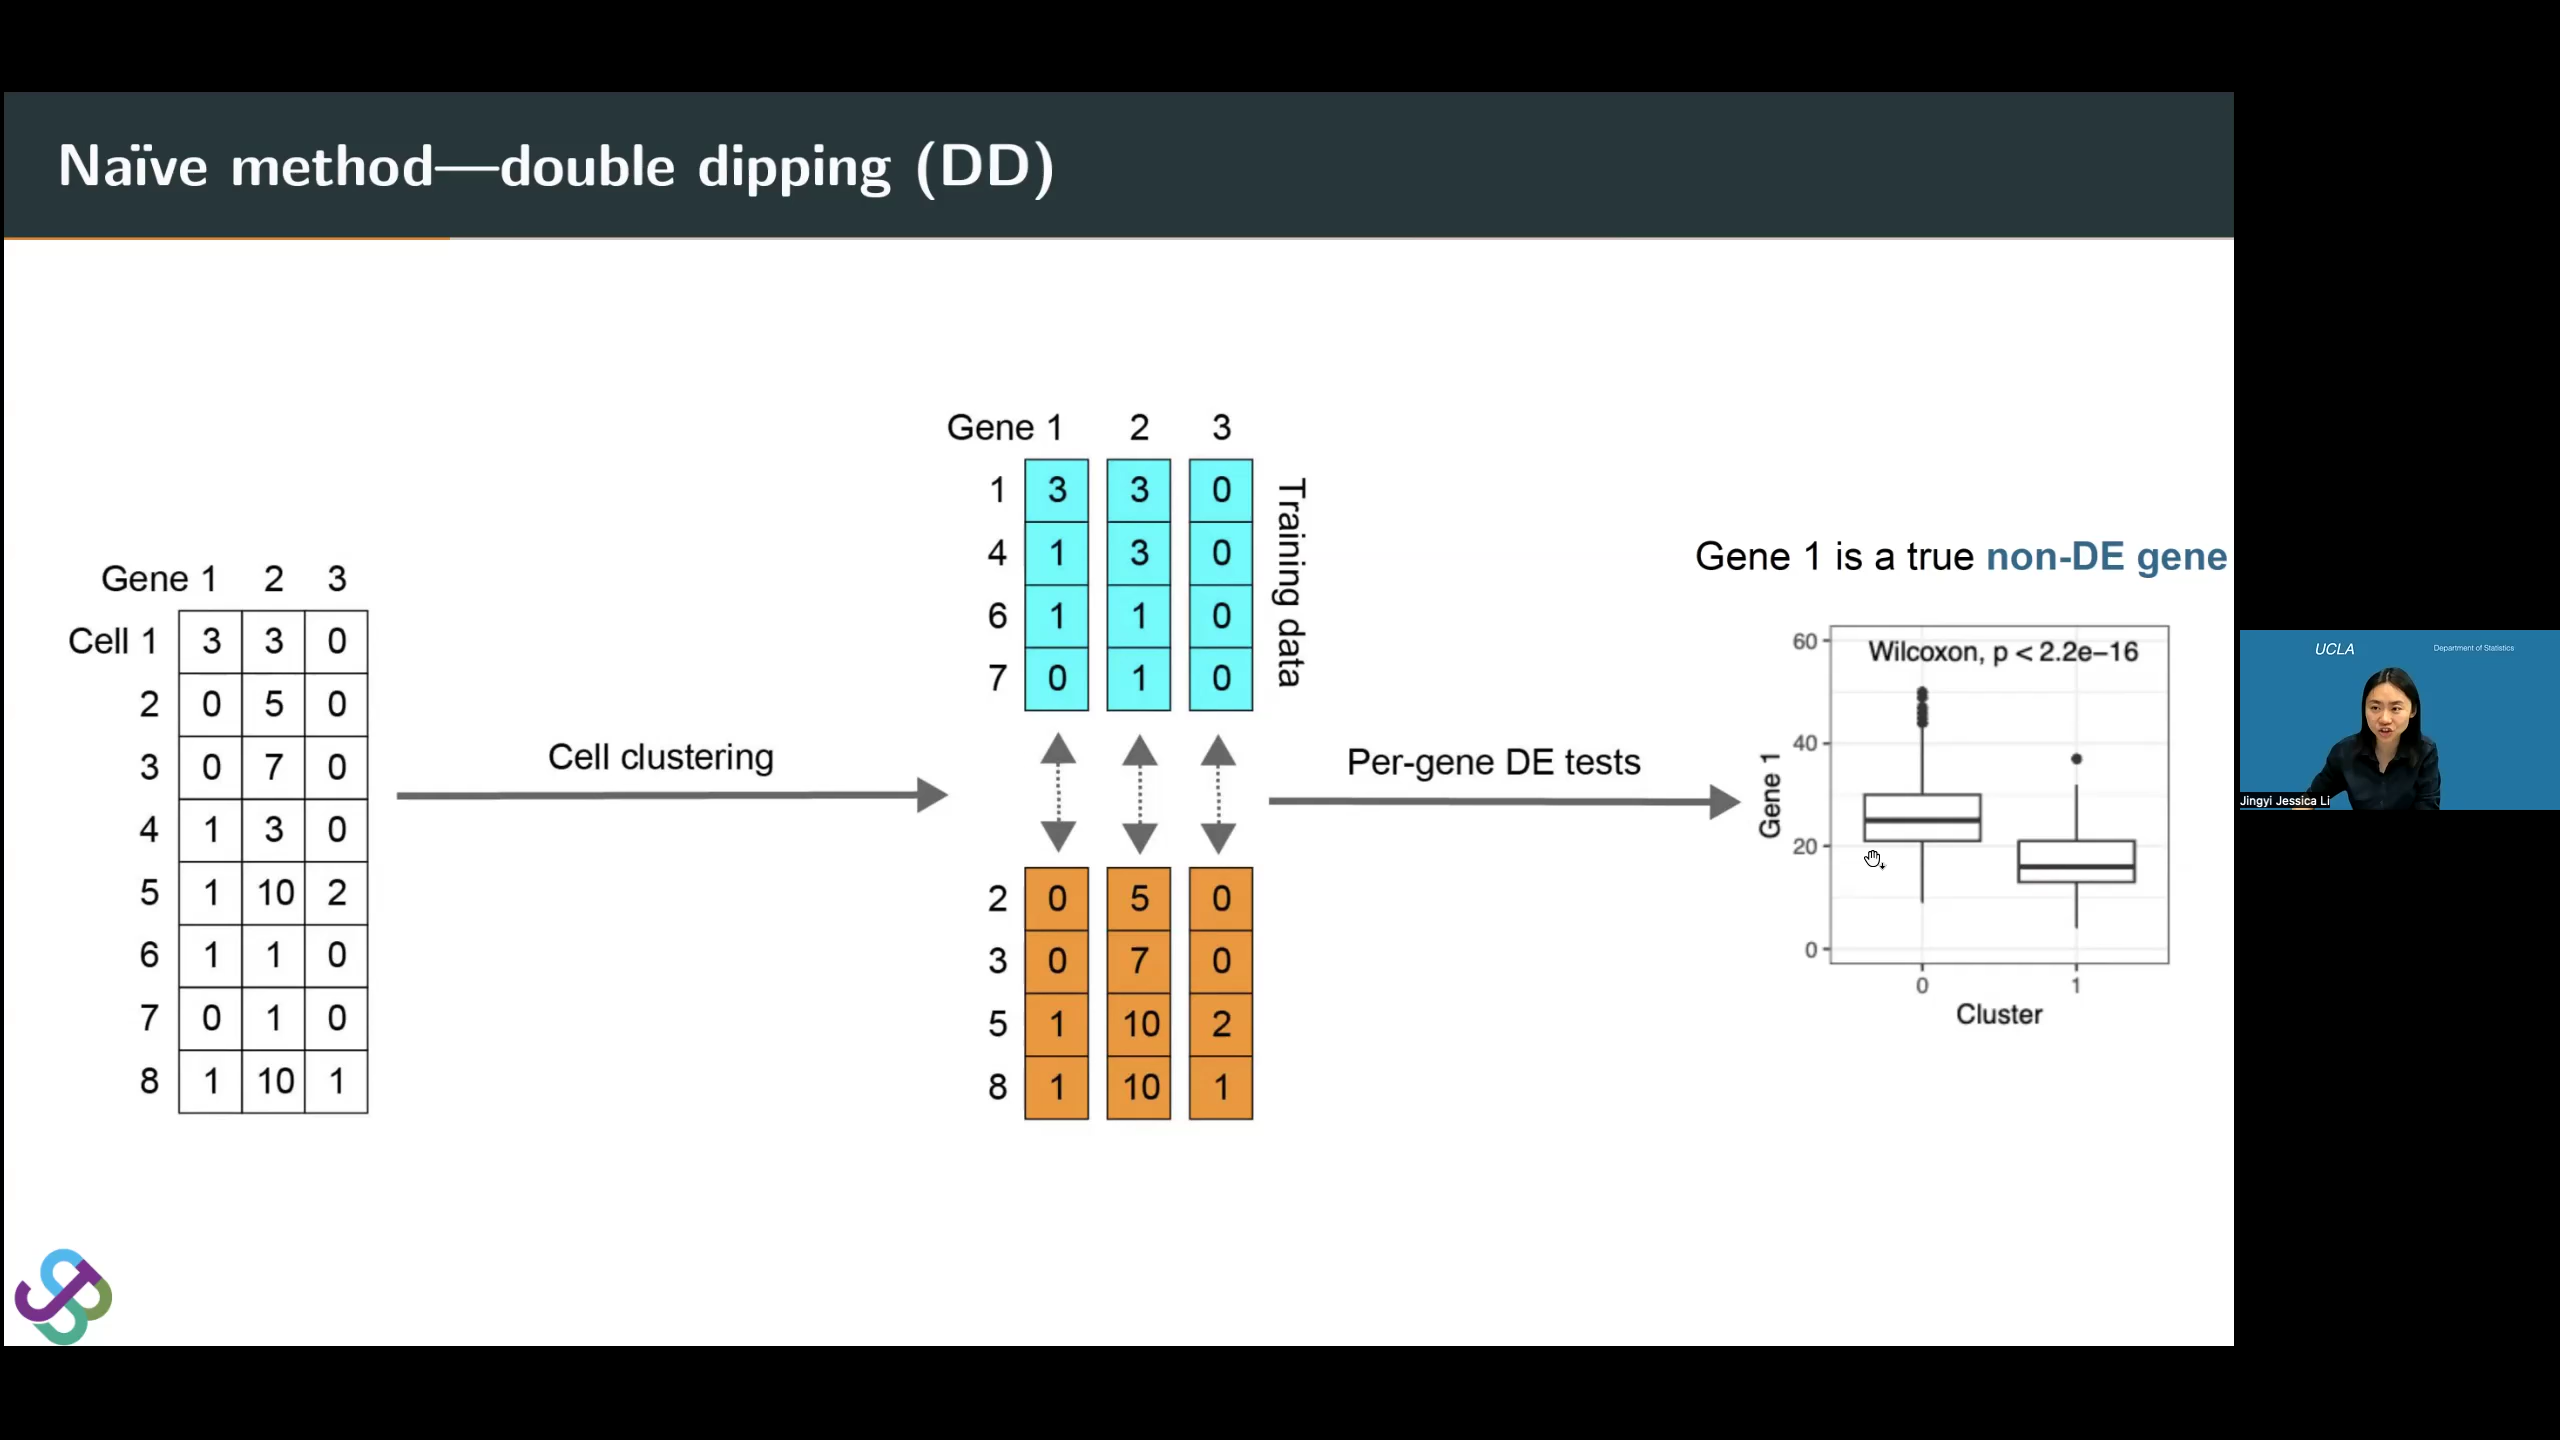 Naïve method—double dipping (DD)
Gene 1 2 3
Cell 1 3 3 0
2 0 5 0
3 0 7 0
4 1 3 0
5 1 10 2
6 1 1 0
7 0 1 0
8 1 10 1
Cell clustering
Gene 1 2 3
1 3 3 0
4 1 3 0
6 1 1 0
7 0 1 0
Training data
2 0 5 0
3 0 7 0
5 1 10 2
8 1 10 1
Per-gene DE tests
Gene 1 is a true non-DE gene
Wilcoxon, p < 2.2e−16
60
40
20
0
Gene 1
0 1
Cluster
UCLA
Department of Statistics
Jingyi Jessica Li